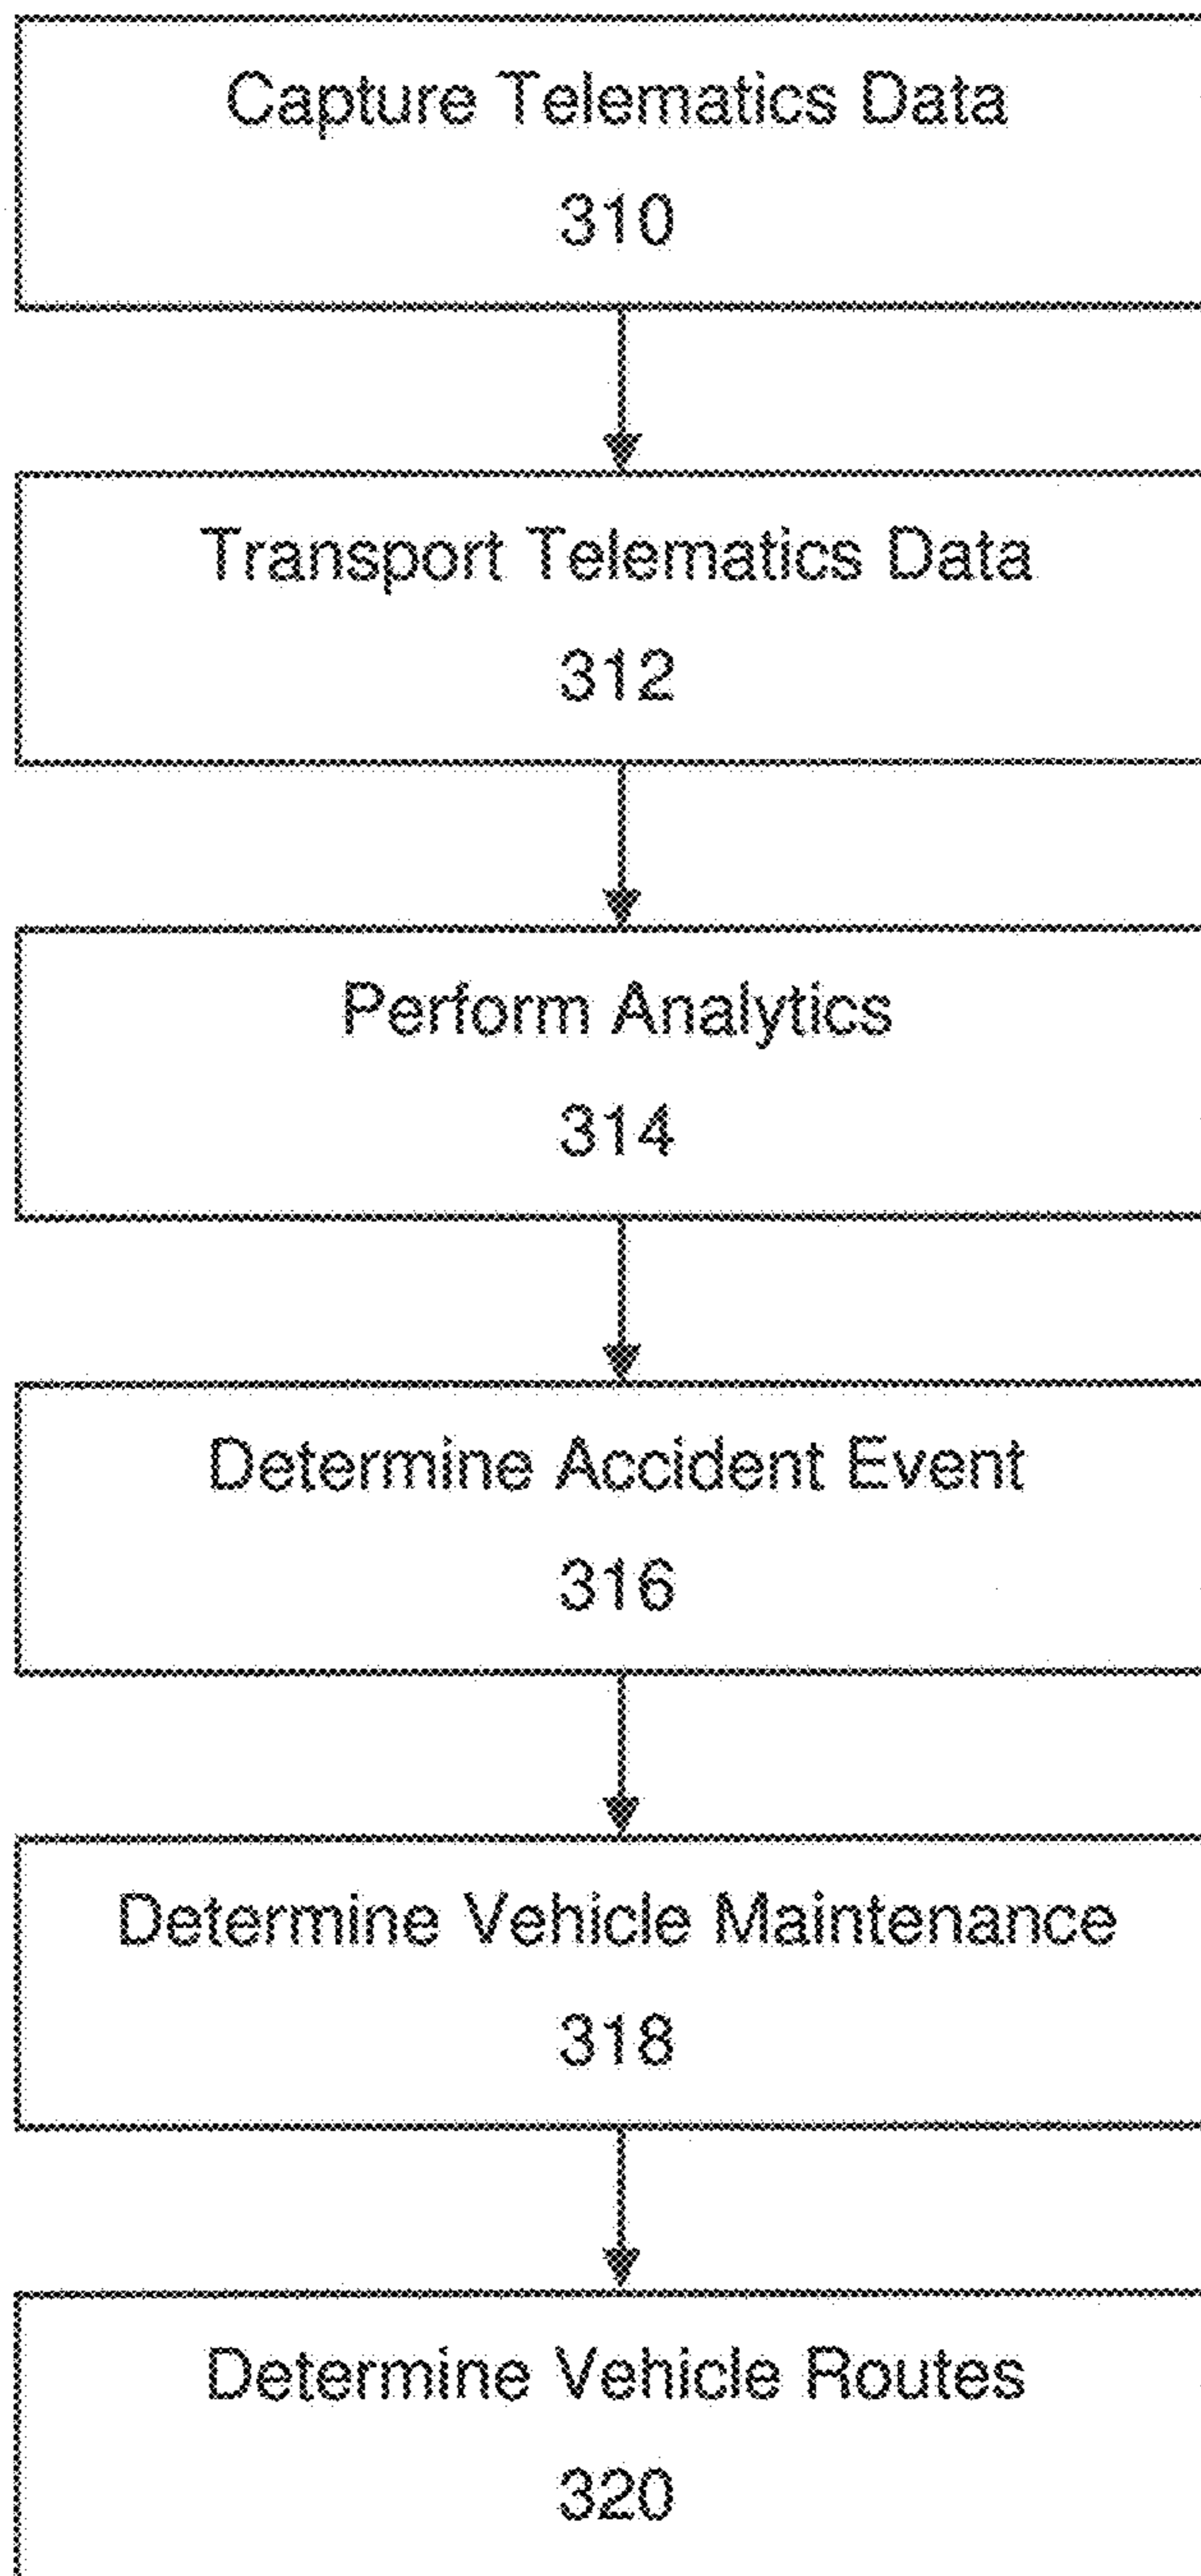 Capture Telematics Data
310
Transport Telematics Data
312
Perform Analytics
314
Determine Accident Event
316
Determine Vehicle Maintenance
318
Determine Vehicle Routes
320